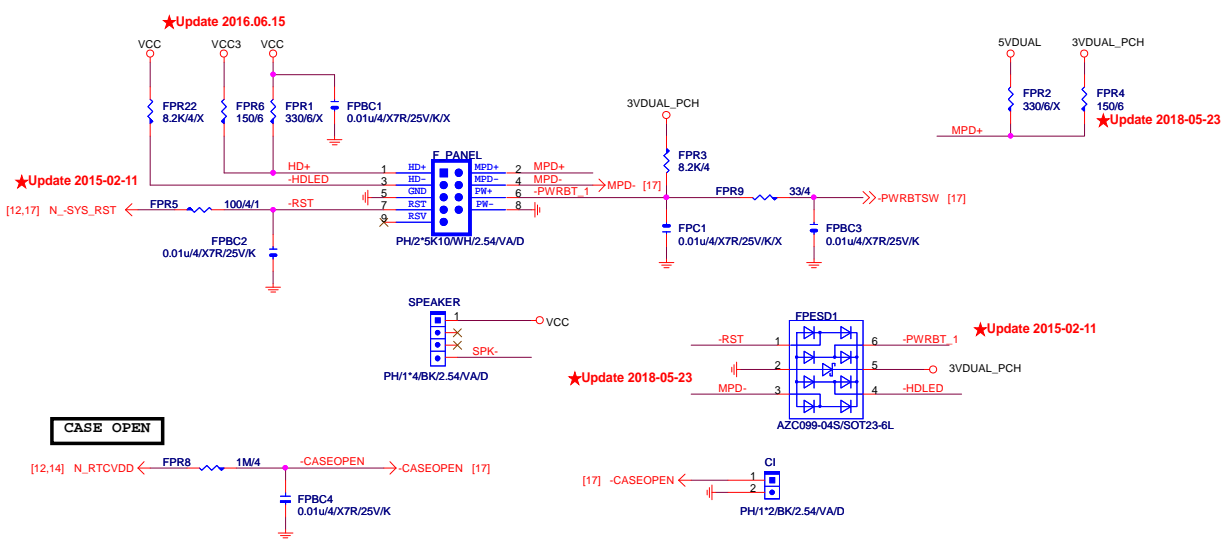 ★Update 2016.06.15
VCC VCC3 VCC
5VDUAL 3VDUAL_PCH
FPR22
8.2K/4/X
FPR6
150/6
FPR1
330/6/X
FPBC1
0.01u/4/X7R/25V/K/X
3VDUAL_PCH
FPR2
330/6/X
FPR4
150/6
★Update 2018-05-23
MPD+
FPR3
8.2K/4
F_PANEL
HD+ 1 HD+ MPD+ 2 MPD+
-HDLED 3 HD- MPD- 4 MPD- MPD- [17]
5 GND PW+ 6 -PWRBT_1
-RST 7 RST PW- 8
9 RSV
PH/2*5K10/WH/2.54/VA/D
★Update 2015-02-11
[12,17] N_-SYS_RST FPR5 100/4/1
FPBC2
0.01u/4/X7R/25V/K
FPR9 33/4 -PWRBTSW [17]
FPC1
0.01u/4/X7R/25V/K/X
FPBC3
0.01u/4/X7R/25V/K
SPEAKER
1 VCC
SPK-
PH/1*4/BK/2.54/VA/D
FPESD1
★Update 2015-02-11
-RST 1 6 -PWRBT_1
2 5 3VDUAL_PCH
★Update 2018-05-23
MPD- 3 4 -HDLED
AZC099-04S/SOT23-6L
CASE OPEN
[12,14] N_RTCVDD FPR8 1M/4 -CASEOPEN -CASEOPEN [17]
FPBC4
0.01u/4/X7R/25V/K
CI
[17] -CASEOPEN 1
2
PH/1*2/BK/2.54/VA/D